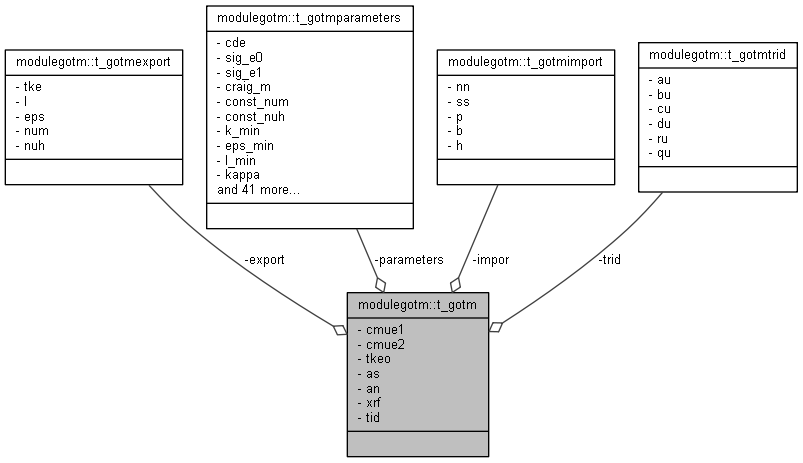 modulegotm::t_gotmexport
- tke
- l
- eps
- num
- nuh
modulegotm::t_gotmparameters
- cde
- sig_e0
- sig_e1
- craig_m
- const_num
- const_nuh
- k_min
- eps_min
- l_min
- kappa
and 41 more...
modulegotm::t_gotmimport
- nn
- ss
- p
- b
- h
modulegotm::t_gotmtrid
- au
- bu
- cu
- du
- ru
- qu
-export
-parameters
-impor
-trid
modulegotm::t_gotm
- cmue1
- cmue2
- tkeo
- as
- an
- xrf
- tid